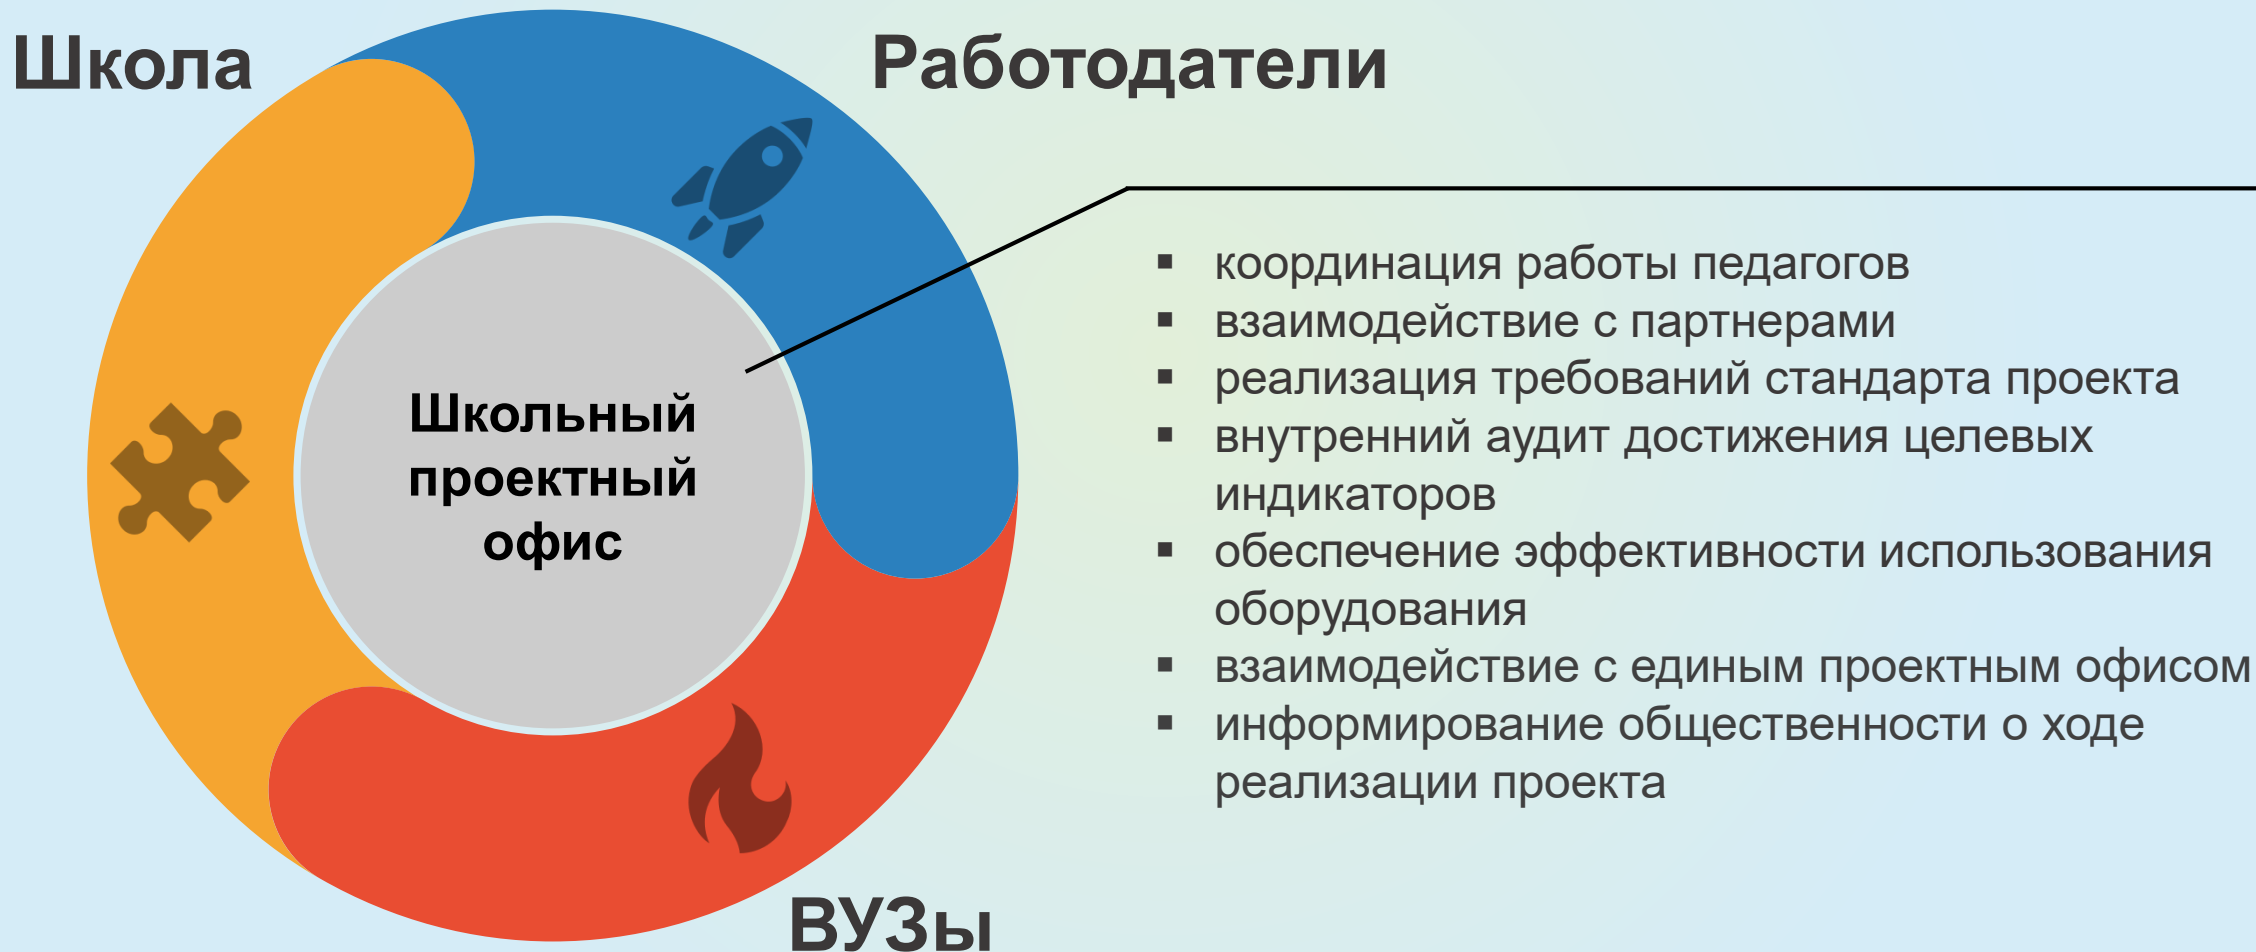 Школа
Работодатели
Школьный
проектный
офис
▪ координация работы педагогов
▪ взаимодействие с партнерами
▪ реализация требований стандарта проекта
▪ внутренний аудит достижения целевых
индикаторов
▪ обеспечение эффективности использования
оборудования
▪ взаимодействие с единым проектным офисом
▪ информирование общественности о ходе
реализации проекта
ВУЗы